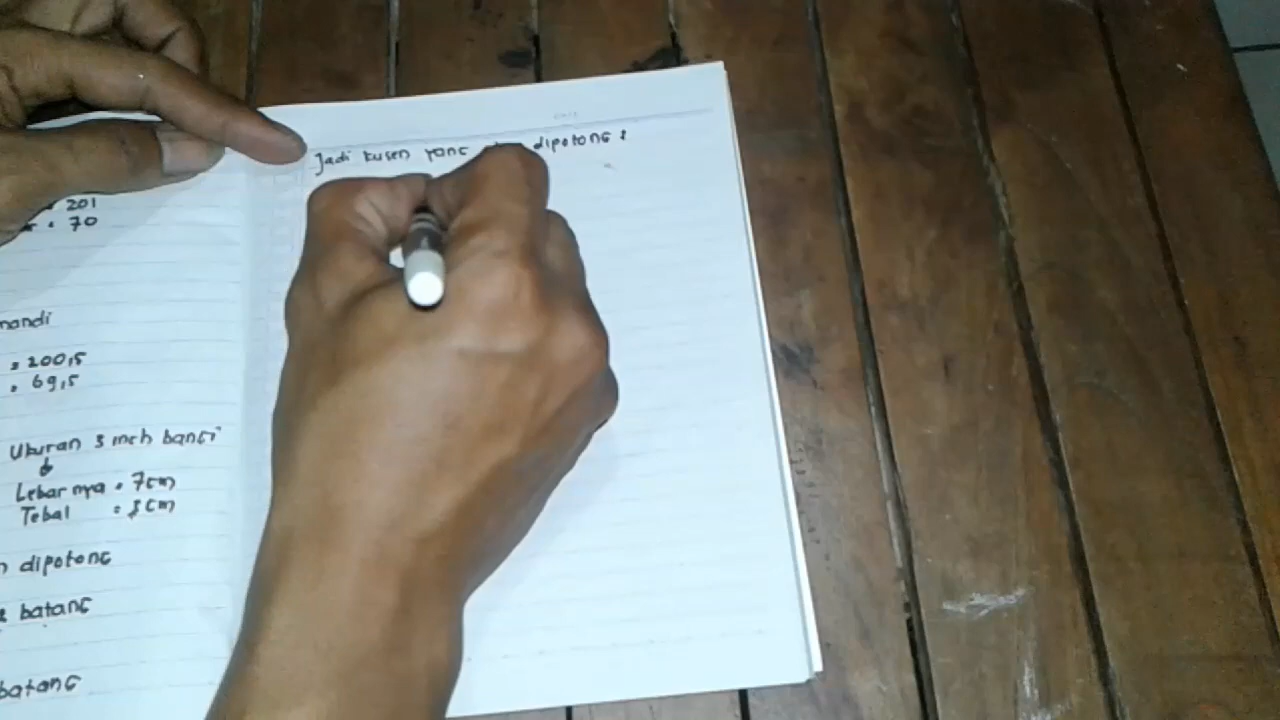 201
= 70
mandi
= 200,5
= 69,5
Ukuran 3 inch banci
Lebar nya = 7cm
Tebal = 5cm
dipotong
batang
batang
Jadi kusen yang dipotong :